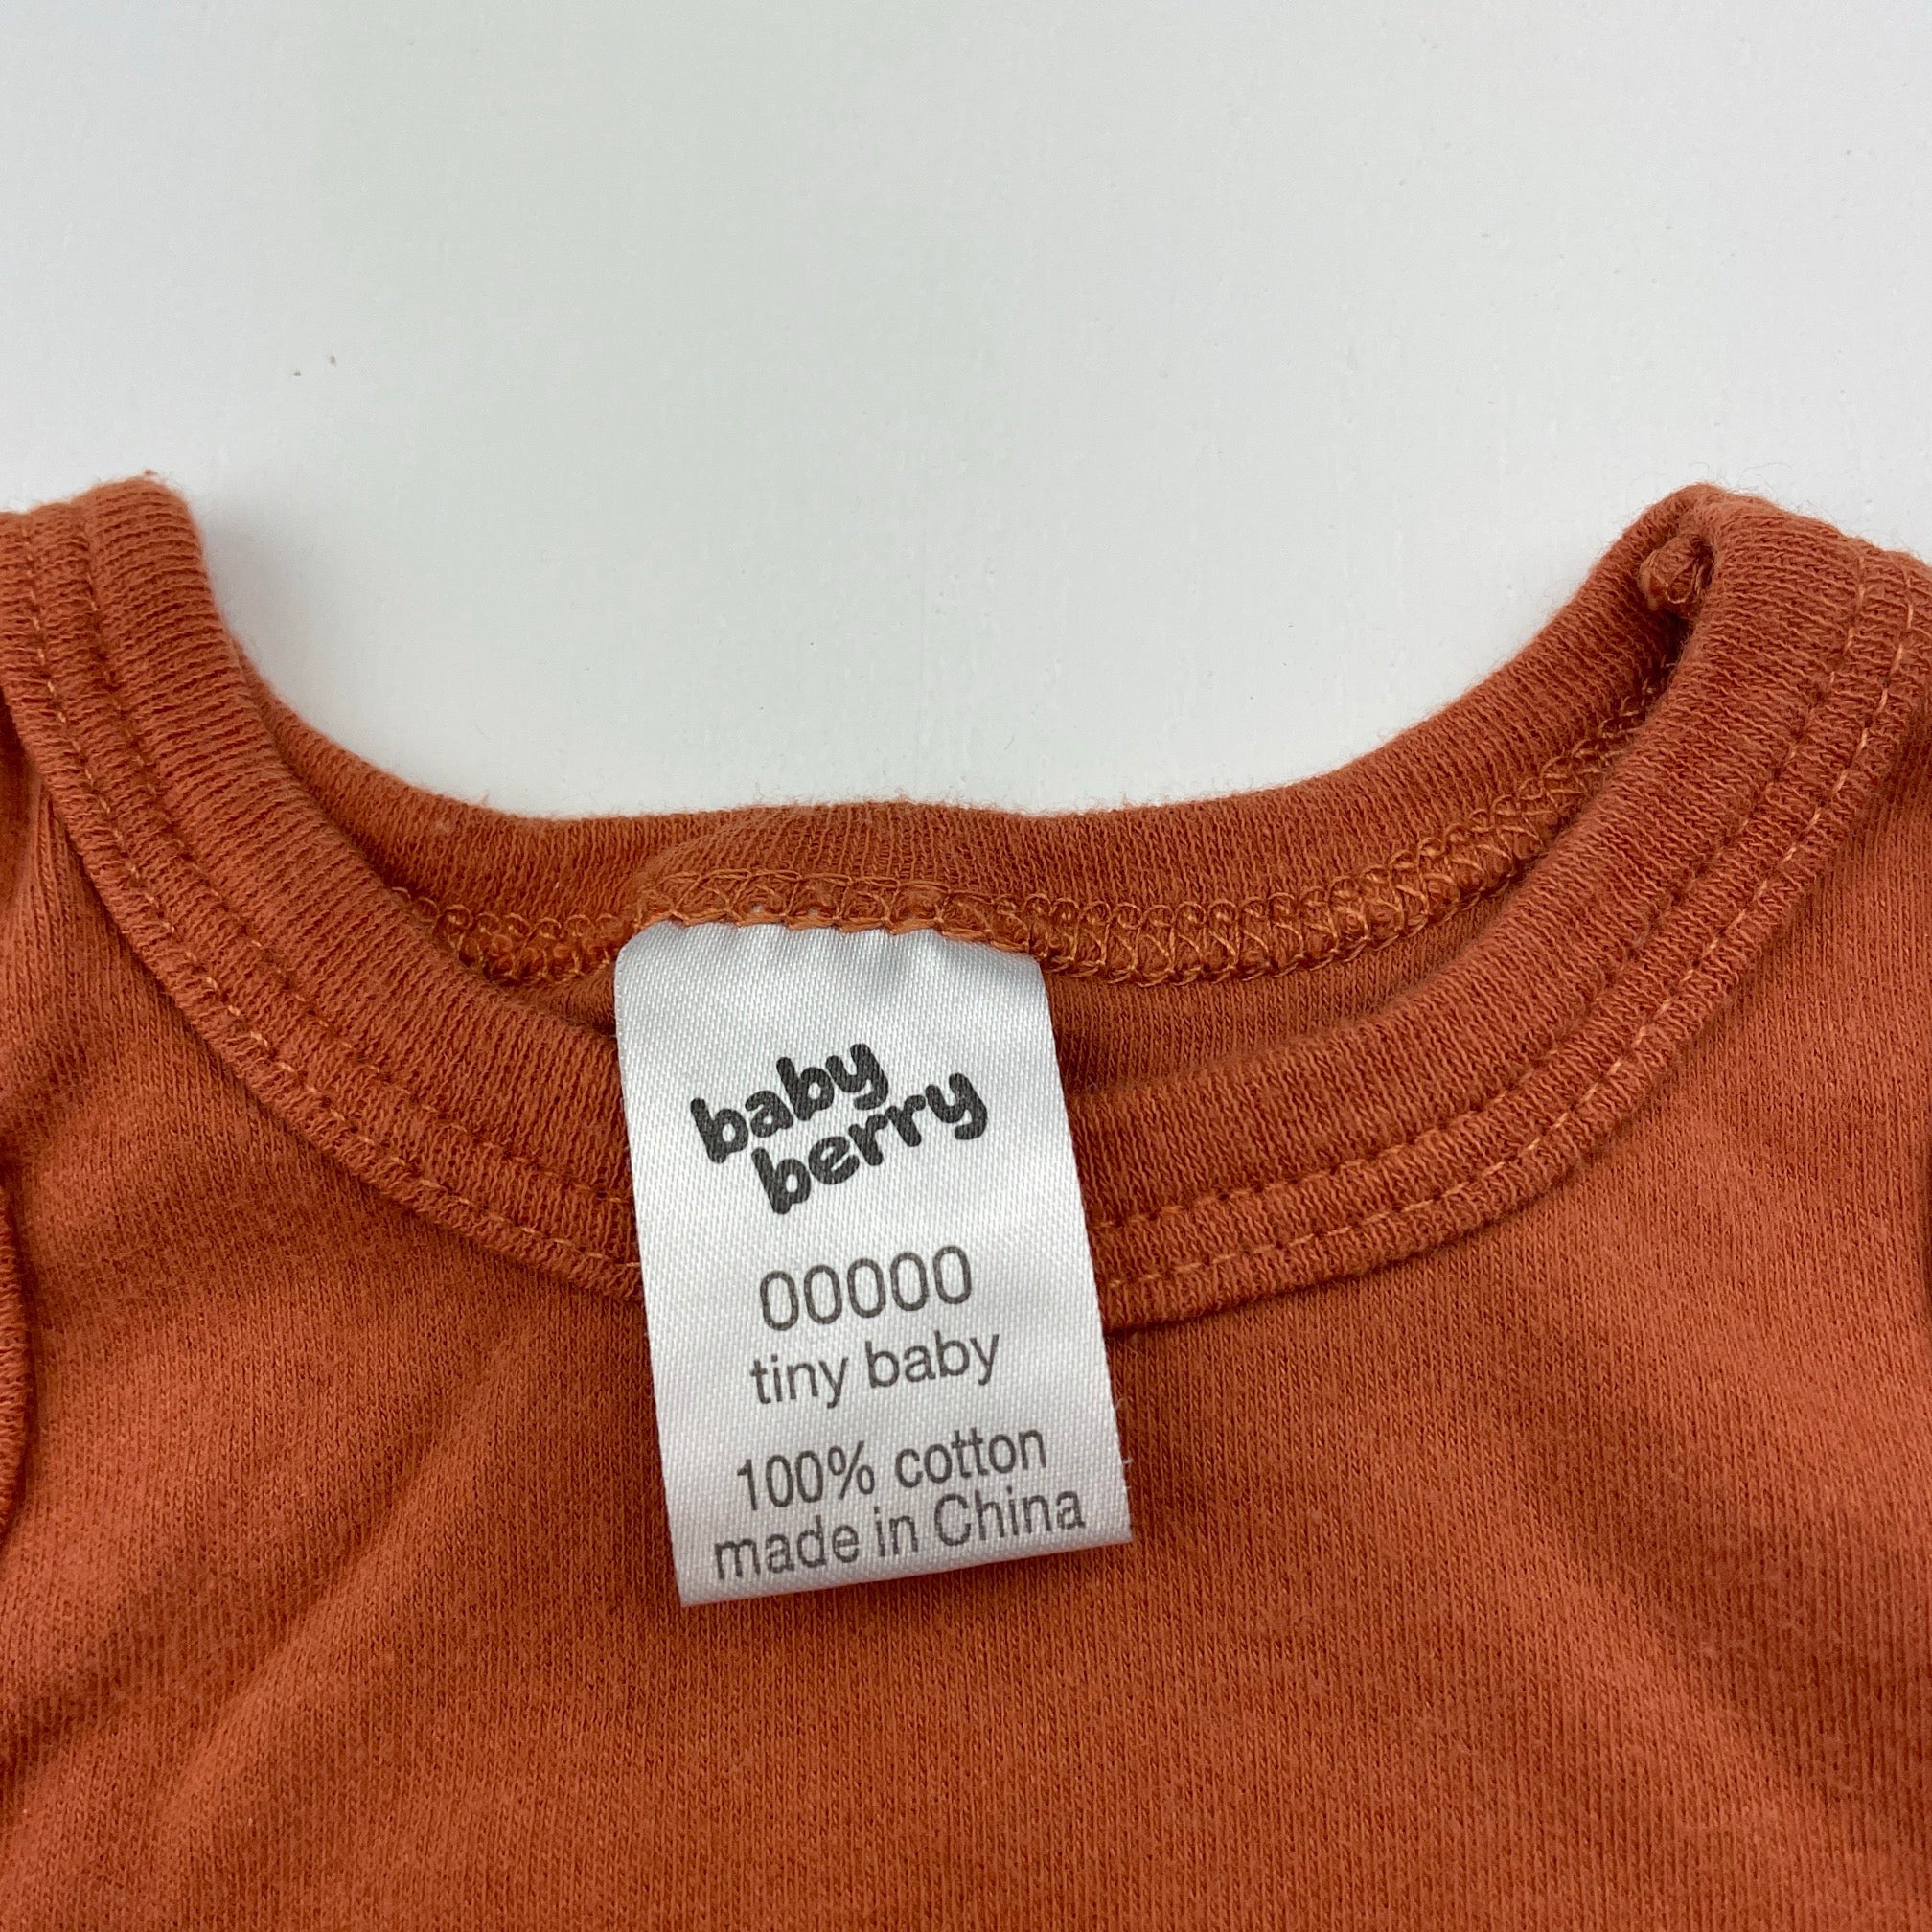 baby
berry
00000
tiny baby
100% cotton
made in China